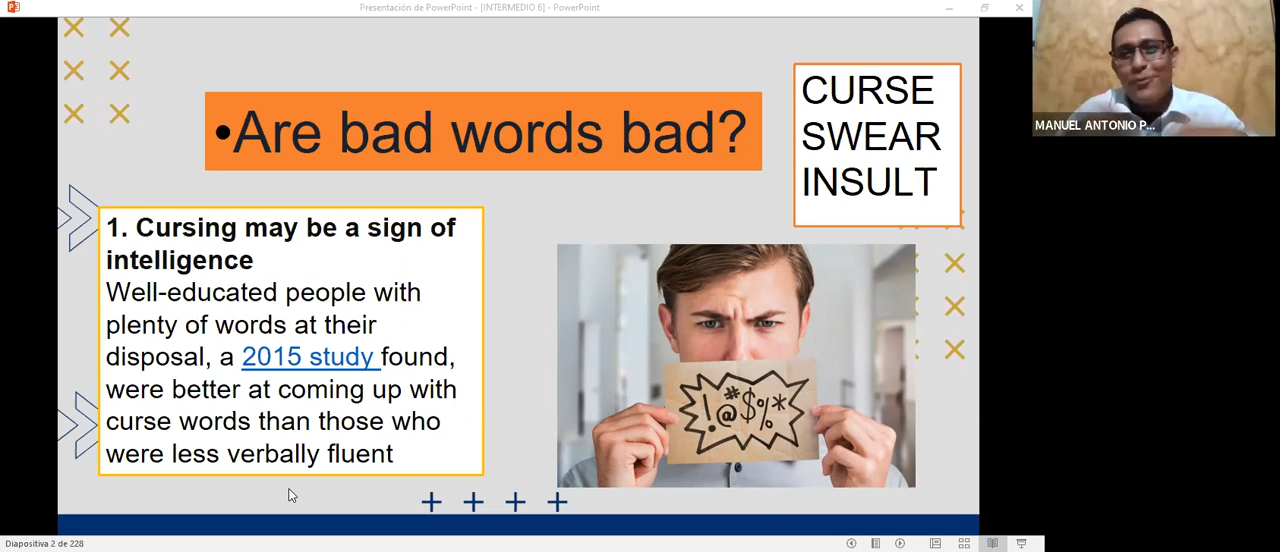 Presentación de PowerPoint - [INTERMEDIO 6] - PowerPoint
•Are bad words bad?
CURSE
SWEAR
INSULT
MANUEL ANTONIO P...
1. Cursing may be a sign of
intelligence
Well-educated people with
plenty of words at their
disposal, a 2015 study found,
were better at coming up with
curse words than those who
were less verbally fluent
!@#$%*
Diapositiva 2 de 228